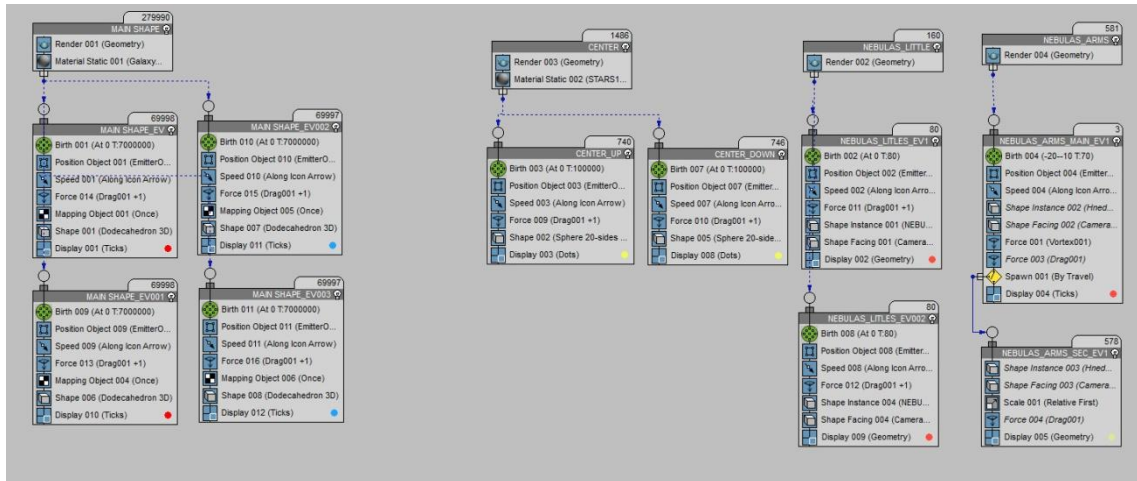 279990
MAIN SHAPE
Render 001 (Geometry)
Material Static 001 (Galaxy...
69998
MAIN SHAPE_EV
Birth 001 (At 0 T:7000000)
Position Object 001 (EmitterO...
Speed 001 (Along Icon Arrow)
Force 014 (Drag001 +1)
Mapping Object 001 (Once)
Shape 001 (Dodecahedron 3D)
Display 001 (Ticks)
69997
MAIN SHAPE_EV002
Birth 010 (At 0 T:7000000)
Position Object 010 (EmitterO...
Speed 010 (Along Icon Arrow)
Force 015 (Drag001 +1)
Mapping Object 005 (Once)
Shape 007 (Dodecahedron 3D)
Display 011 (Ticks)
69998
MAIN SHAPE_EV001
Birth 009 (At 0 T:7000000)
Position Object 009 (EmitterO...
Speed 009 (Along Icon Arrow)
Force 013 (Drag001 +1)
Mapping Object 004 (Once)
Shape 006 (Dodecahedron 3D)
Display 010 (Ticks)
69997
MAIN SHAPE_EV003
Birth 011 (At 0 T:7000000)
Position Object 011 (EmitterO...
Speed 011 (Along Icon Arrow)
Force 016 (Drag001 +1)
Mapping Object 006 (Once)
Shape 008 (Dodecahedron 3D)
Display 012 (Ticks)
1486
CENTER
Render 003 (Geometry)
Material Static 002 (STARS1...
740
CENTER_UP
Birth 003 (At 0 T:100000)
Position Object 003 (EmitterO...
Speed 003 (Along Icon Arrow)
Force 009 (Drag001 +1)
Shape 002 (Sphere 20-sides ...
Display 003 (Dots)
746
CENTER_DOWN
Birth 007 (At 0 T:100000)
Position Object 007 (Emitter...
Speed 007 (Along Icon Arrow)
Force 010 (Drag001 +1)
Shape 005 (Sphere 20-side...
Display 008 (Dots)
160
NEBULAS_LITTLE
Render 002 (Geometry)
80
NEBULAS_LITLES_EV1
Birth 002 (At 0 T:80)
Position Object 002 (Emitter...
Speed 002 (Along Icon Arro...
Force 011 (Drag001 +1)
Shape Instance 001 (NEBU...
Shape Facing 001 (Camera...
Display 002 (Geometry)
80
NEBULAS_LITLES_EV002
Birth 008 (At 0 T:80)
Position Object 008 (Emitter...
Speed 008 (Along Icon Arro...
Force 012 (Drag001 +1)
Shape Instance 004 (NEBU...
Shape Facing 004 (Camera...
Display 009 (Geometry)
581
NEBULAS_ARMS
Render 004 (Geometry)
3
NEBULAS_ARMS_MAIN_EV1
Birth 004 (-20--10 T:70)
Position Object 004 (Emitter...
Speed 004 (Along Icon Arro...
Shape Instance 002 (Hned...
Shape Facing 002 (Camera...
Force 001 (Vortex001)
Force 003 (Drag001)
Spawn 001 (By Travel)
Display 004 (Ticks)
578
NEBULAS_ARMS_SEC_EV1
Shape Instance 003 (Hned...
Shape Facing 003 (Camera...
Scale 001 (Relative First)
Force 004 (Drag001)
Display 005 (Geometry)